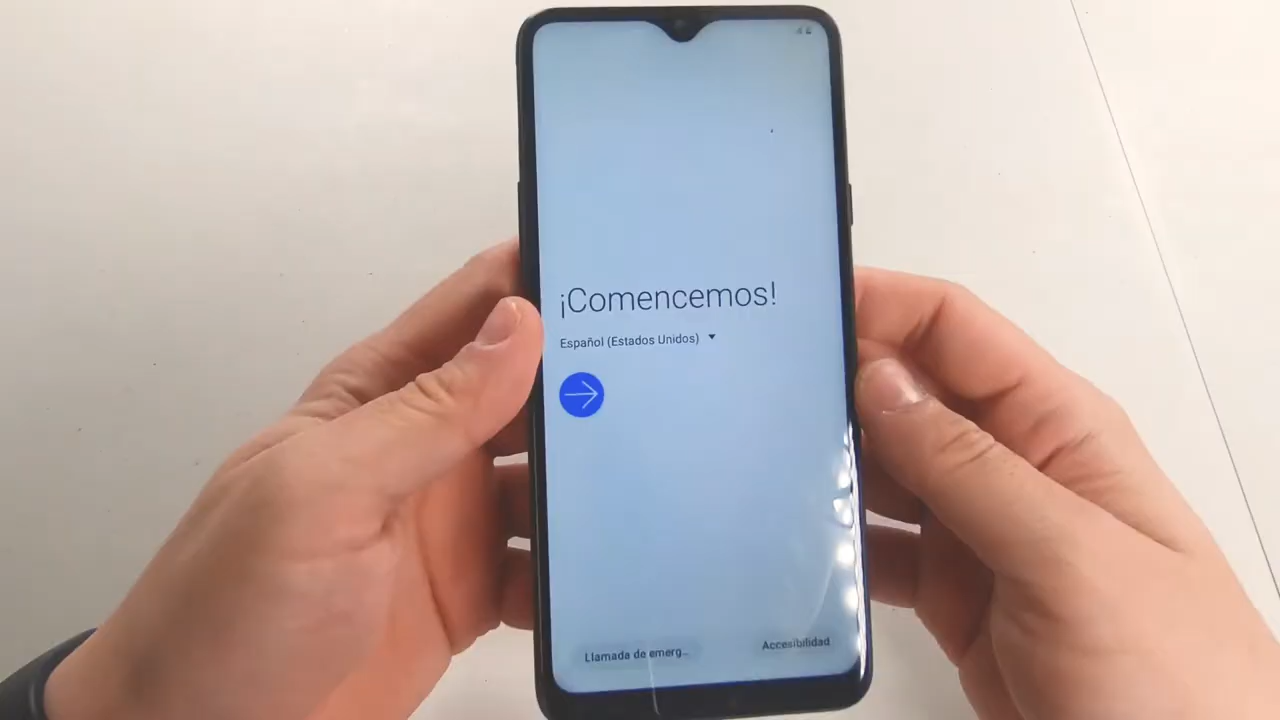 ¡Comencemos!
Español (Estados Unidos)
Llamada de emerg...
Accesibilidad